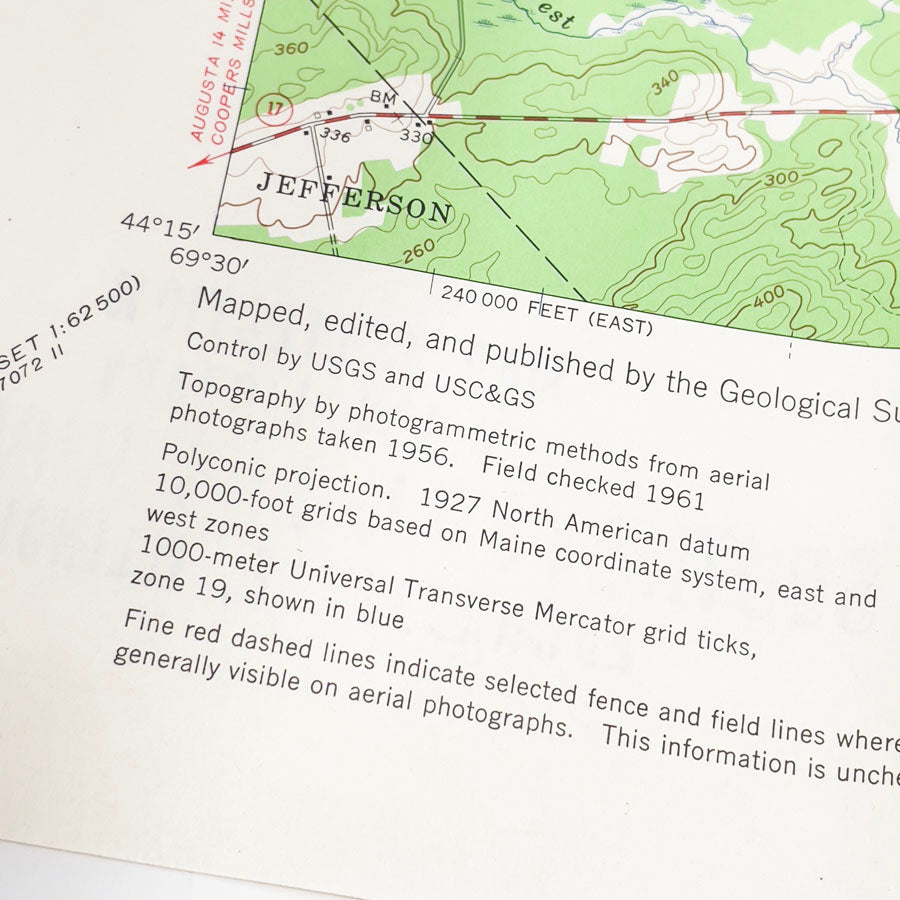 est
360
340
AUGUSTA 14 MI
COOPERS MILLS
17
BM
336
330
300
JEFFERSON
44°15′
260
69°30′
400
240 000 FEET (EAST)
1:62 500)
7072 II
Mapped, edited, and published by the Geological
Control by USGS and USC&GS
Topography by photogrammetric methods from aerial
photographs taken 1956. Field checked 1961
Polyconic projection. 1927 North American datum
10,000-foot grids based on Maine coordinate system, east and
west zones
1000-meter Universal Transverse Mercator grid ticks,
zone 19, shown in blue
Fine red dashed lines indicate selected fence and field lines where
generally visible on aerial photographs. This information is